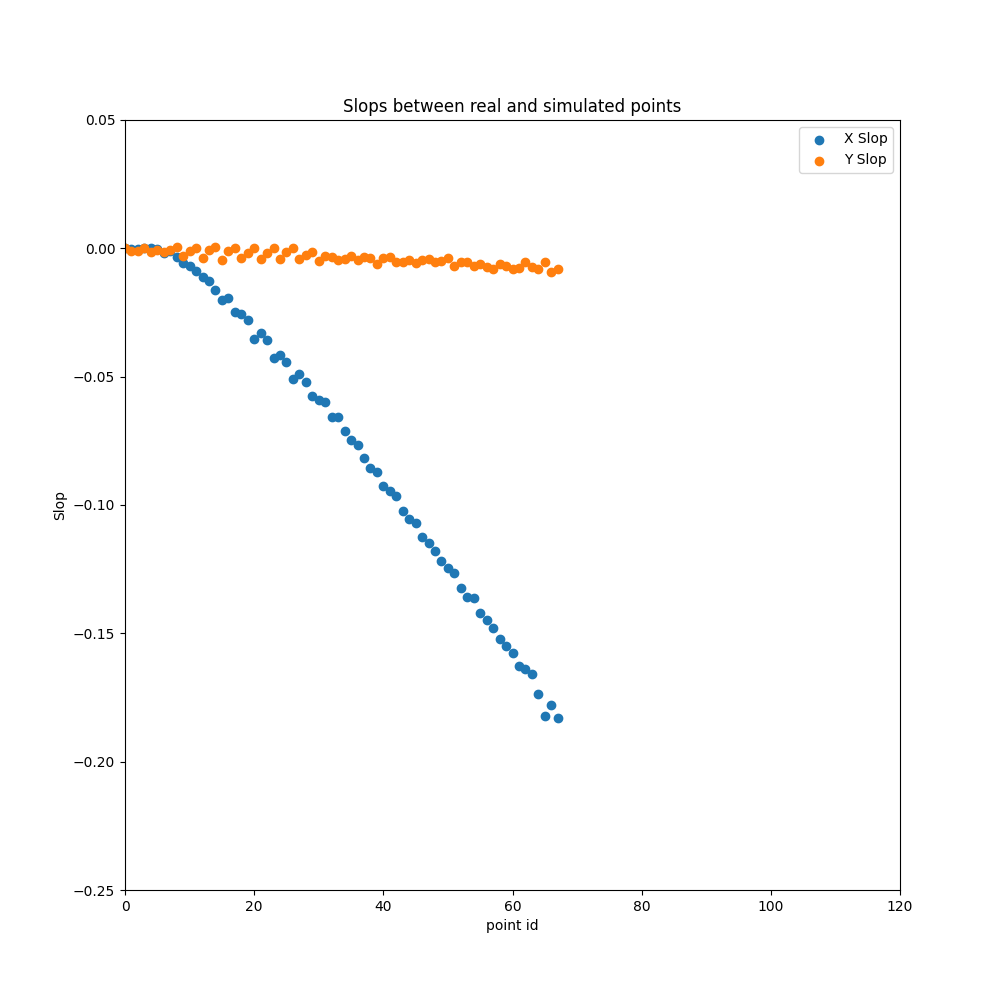 Slops between real and simulated points
X Slop
Y Slop
0.05
0.00
−0.05
−0.10
−0.15
−0.20
−0.25
Slop
0 20 40 60 80 100 120
point id